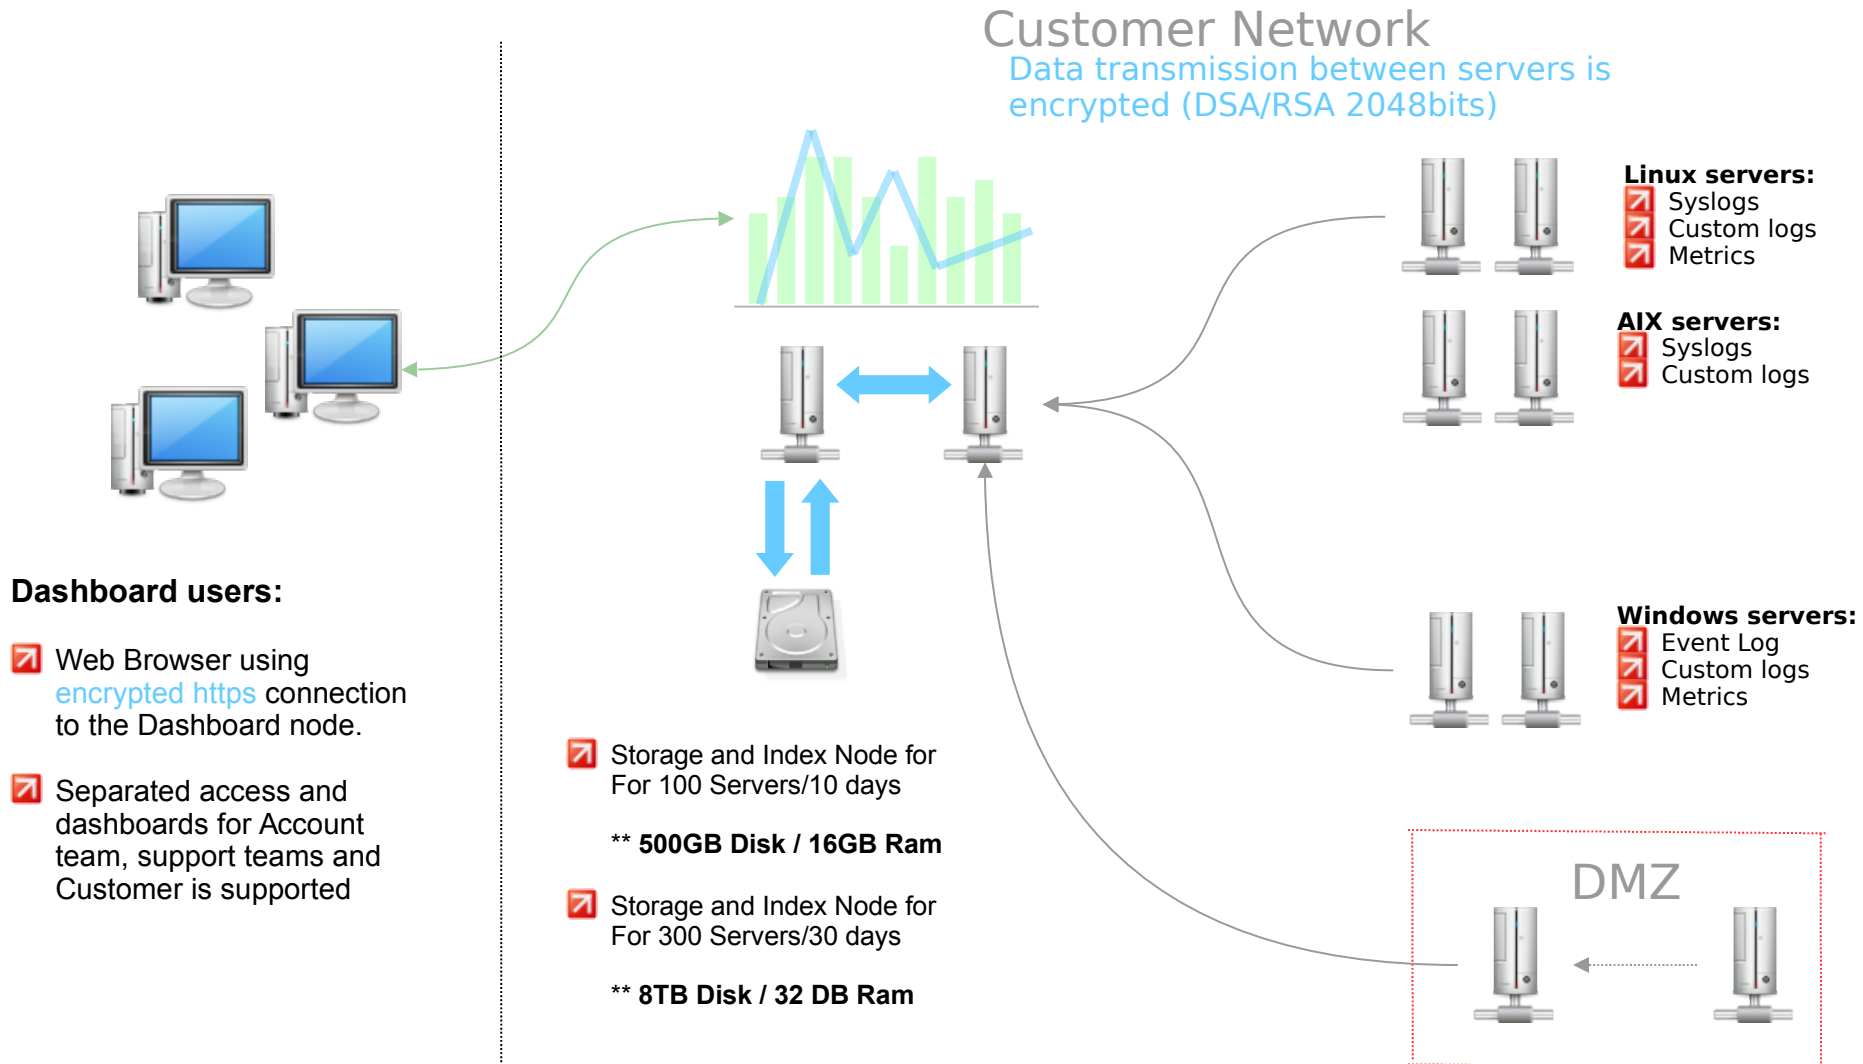 Customer Network
Data transmission between servers is
encrypted (DSA/RSA 2048bits)
Linux servers:
Syslogs
Custom logs
Metrics
AIX servers:
Syslogs
Custom logs
Windows servers:
Event Log
Custom logs
Metrics
Dashboard users:
Web Browser using
encrypted https connection
to the Dashboard node.
Separated access and
dashboards for Account
team, support teams and
Customer is supported
Storage and Index Node for
For 100 Servers/10 days
** 500GB Disk / 16GB Ram
Storage and Index Node for
For 300 Servers/30 days
** 8TB Disk / 32 DB Ram
DMZ